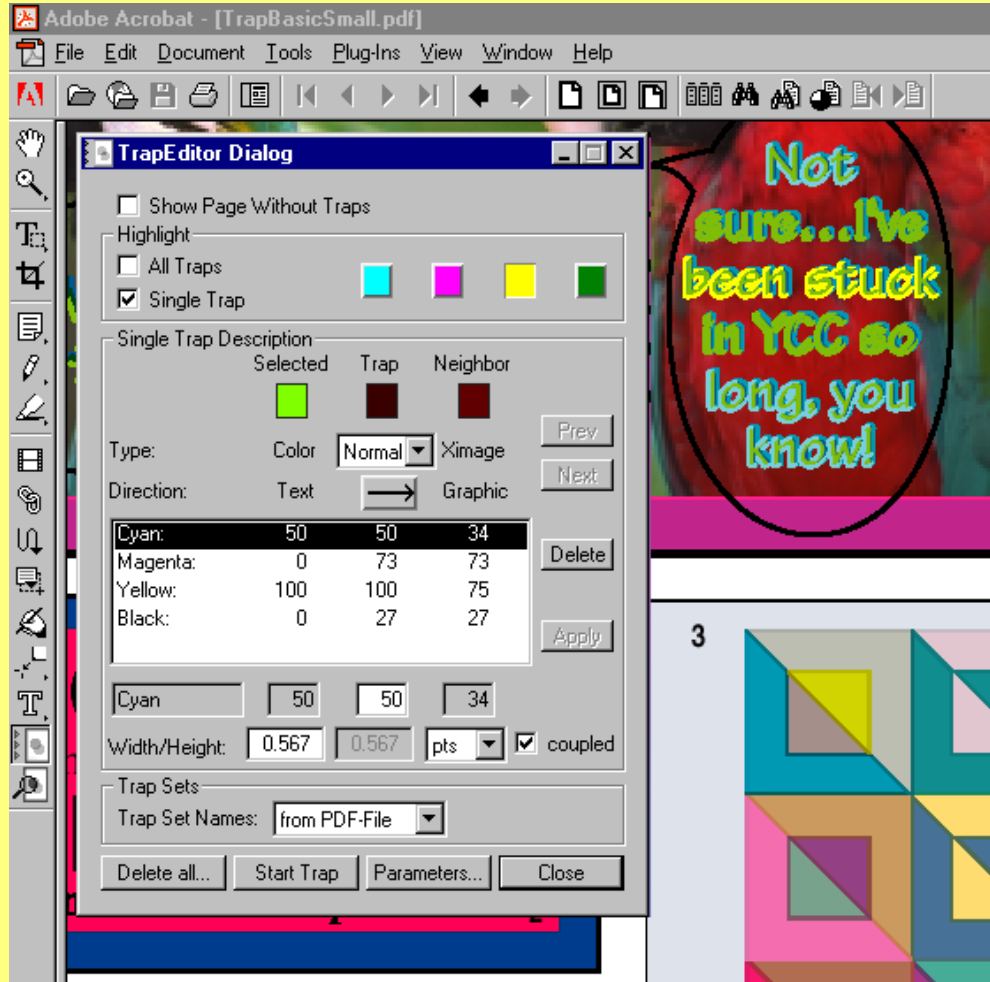 Adobe Acrobat - [TrapBasicSmall.pdf]
File Edit Document Tools Plug-Ins View Window Help
TrapEditor Dialog
Show Page Without Traps
Highlight
All Traps
Single Trap
Single Trap Description
Selected Trap Neighbor
Type: Color Normal Ximage
Direction: Text Graphic
Prev
Next
Cyan: 50 50 34
Magenta: 0 73 73
Yellow: 100 100 75
Black: 0 27 27
Delete
Apply
Cyan 50 50 34
Width/Height: 0.567 0.567 pts coupled
Trap Sets
Trap Set Names: from PDF-File
Delete all... Start Trap Parameters... Close
Not
sure...I've
been stuck
in YCC so
long, you
know!
3